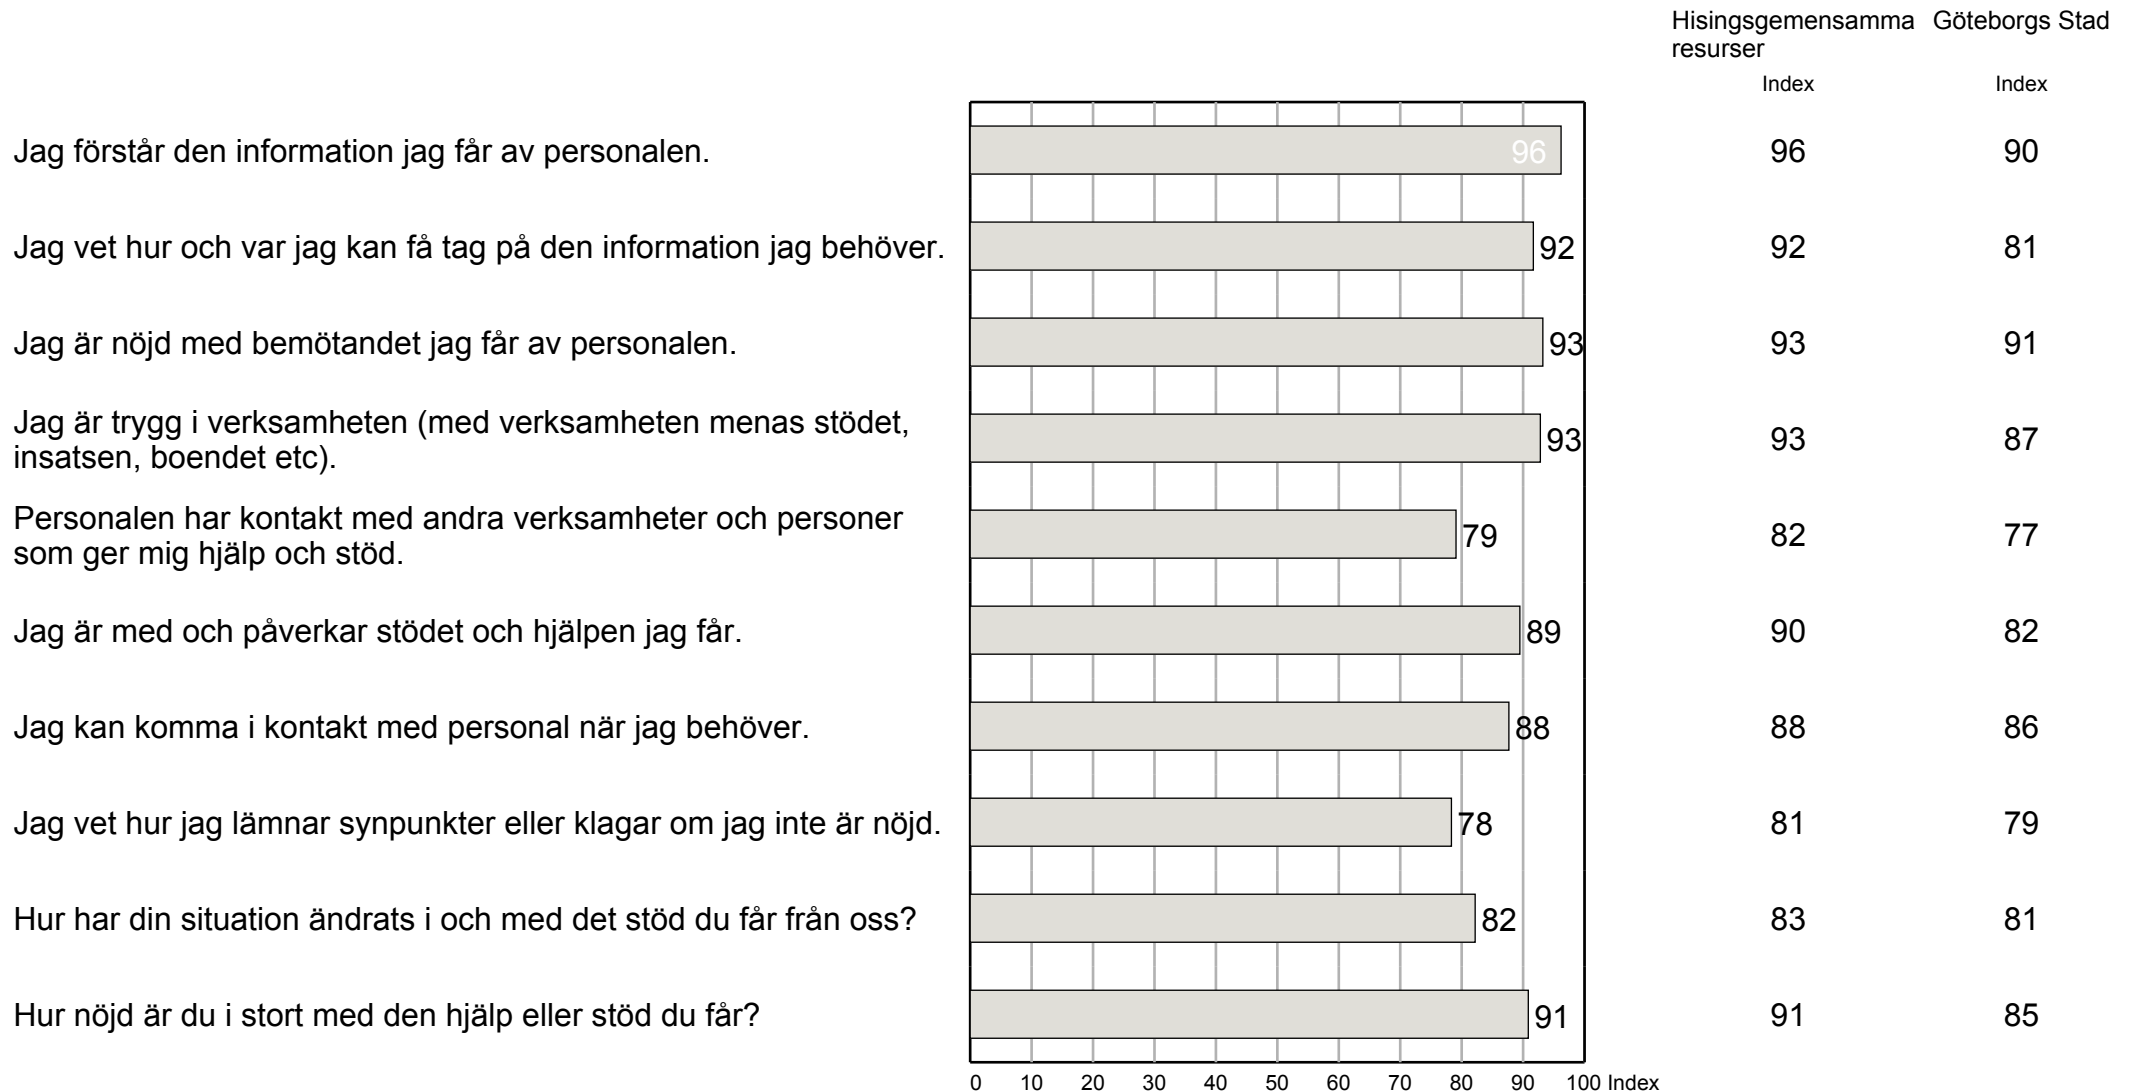 Hisingsgemensamma Göteborgs Stad
resurser
Index Index
Jag förstår den information jag får av personalen. 96 96 90
Jag vet hur och var jag kan få tag på den information jag behöver. 92 92 81
Jag är nöjd med bemötandet jag får av personalen. 93 93 91
Jag är trygg i verksamheten (med verksamheten menas stödet,
insatsen, boendet etc). 93 93 87
Personalen har kontakt med andra verksamheter och personer
som ger mig hjälp och stöd. 79 82 77
Jag är med och påverkar stödet och hjälpen jag får. 89 90 82
Jag kan komma i kontakt med personal när jag behöver. 88 88 86
Jag vet hur jag lämnar synpunkter eller klagar om jag inte är nöjd. 78 81 79
Hur har din situation ändrats i och med det stöd du får från oss? 82 83 81
Hur nöjd är du i stort med den hjälp eller stöd du får? 91 91 85
0 10 20 30 40 50 60 70 80 90 100 Index